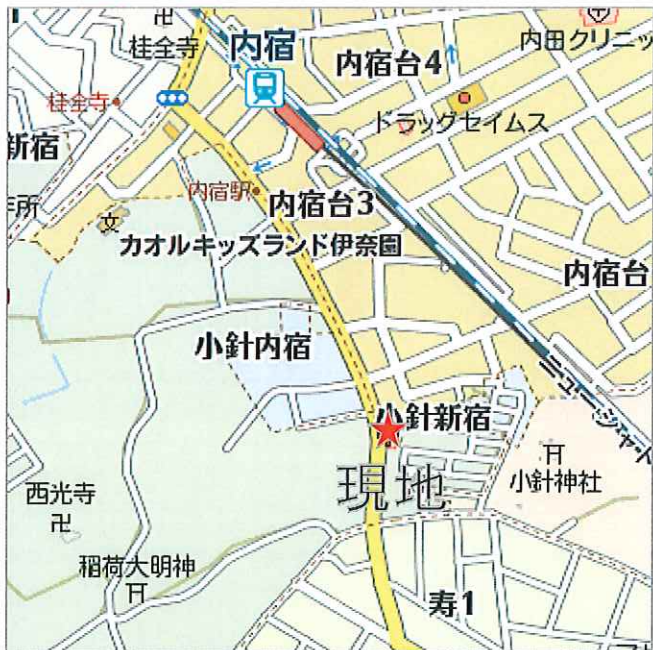 桂全寺
内宿
内宿台4
内田クリニッ
桂全寺
ドラッグセイムス
新宿
内宿駅
内宿台3
所
文
カオルキッズランド伊奈園
内宿台
小針内宿
ニューシャト
小針新宿
現地
小針神社
西光寺
稲荷大明神
寿1